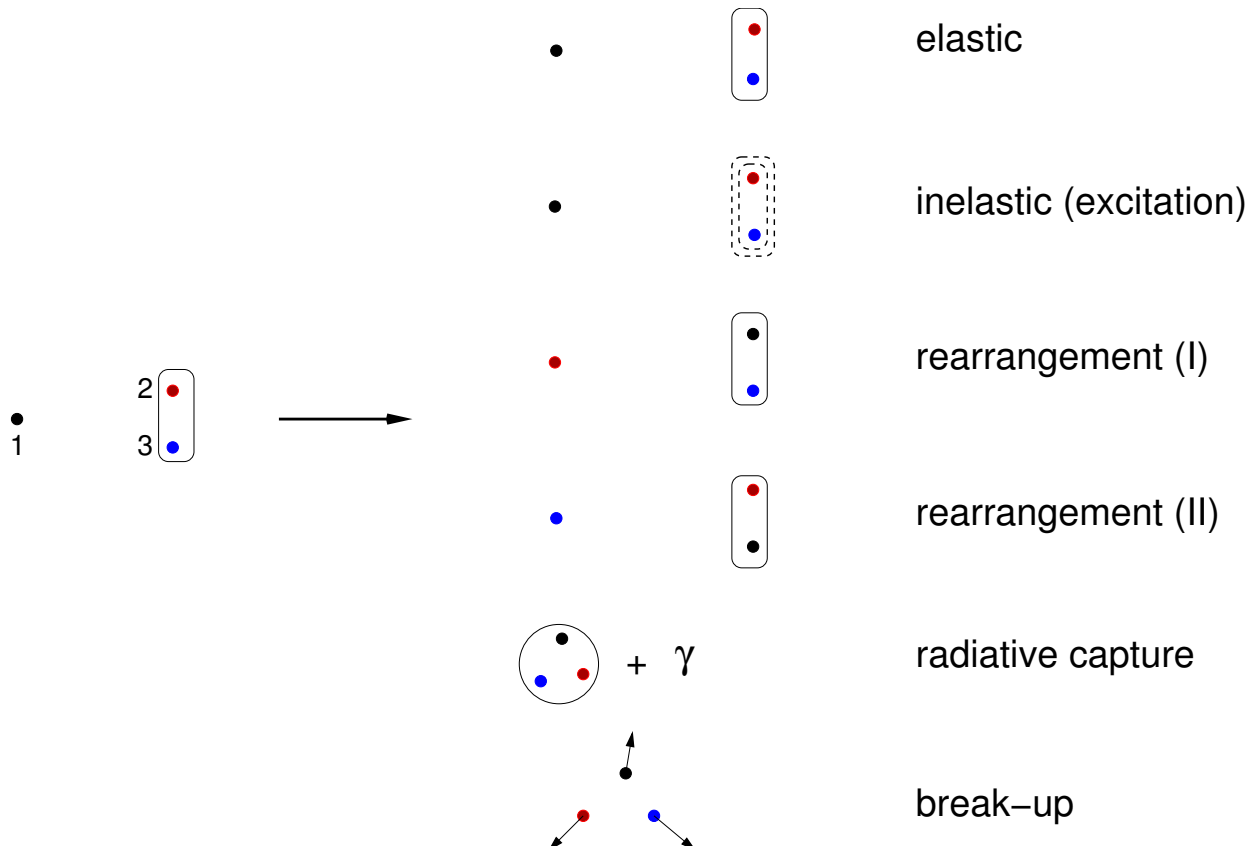 elastic
inelastic (excitation)
rearrangement (I)
2
3
1
rearrangement (II)
+ γ
radiative capture
break−up